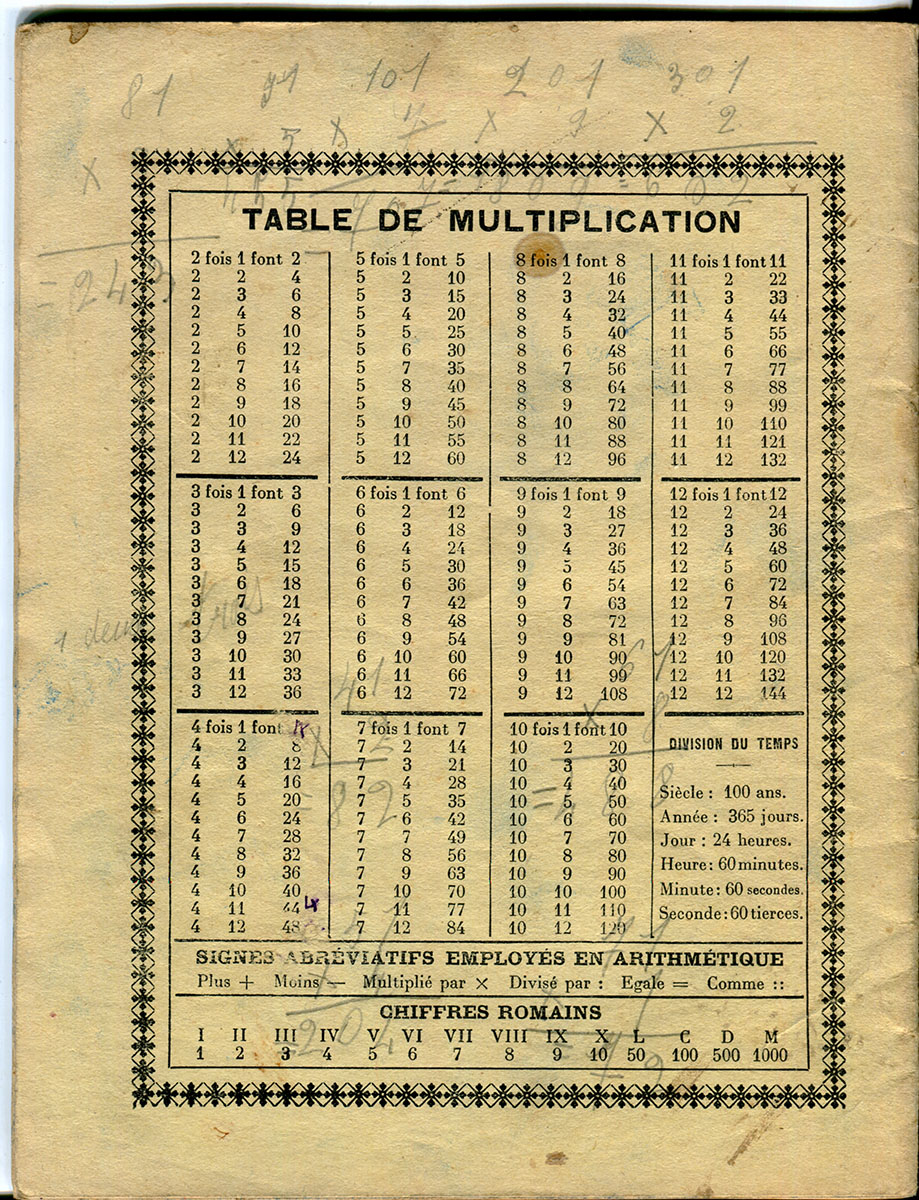 81 91 101 201 301
× × 5 × × × 2
TABLE DE MULTIPLICATION
2 fois 1 font 2
2 2 4
2 3 6
2 4 8
2 5 10
2 6 12
2 7 14
2 8 16
2 9 18
2 10 20
2 11 22
2 12 24
5 fois 1 font 5
5 2 10
5 3 15
5 4 20
5 5 25
5 6 30
5 7 35
5 8 40
5 9 45
5 10 50
5 11 55
5 12 60
8 fois 1 font 8
8 2 16
8 3 24
8 4 32
8 5 40
8 6 48
8 7 56
8 8 64
8 9 72
8 10 80
8 11 88
8 12 96
11 fois 1 font 11
11 2 22
11 3 33
11 4 44
11 5 55
11 6 66
11 7 77
11 8 88
11 9 99
11 10 110
11 11 121
11 12 132
3 fois 1 font 3
3 2 6
3 3 9
3 4 12
3 5 15
3 6 18
3 7 21
3 8 24
3 9 27
3 10 30
3 11 33
3 12 36
6 fois 1 font 6
6 2 12
6 3 18
6 4 24
6 5 30
6 6 36
6 7 42
6 8 48
6 9 54
6 10 60
6 11 66
6 12 72
9 fois 1 font 9
9 2 18
9 3 27
9 4 36
9 5 45
9 6 54
9 7 63
9 8 72
9 9 81
9 10 90
9 11 99
9 12 108
12 fois 1 font 12
12 2 24
12 3 36
12 4 48
12 5 60
12 6 72
12 7 84
12 8 96
12 9 108
12 10 120
12 11 132
12 12 144
4 fois 1 font 4
4 2 8
4 3 12
4 4 16
4 5 20
4 6 24
4 7 28
4 8 32
4 9 36
4 10 40
4 11 44
4 12 48
7 fois 1 font 7
7 2 14
7 3 21
7 4 28
7 5 35
7 6 42
7 7 49
7 8 56
7 9 63
7 10 70
7 11 77
7 12 84
10 fois 1 font 10
10 2 20
10 3 30
10 4 40
10 5 50
10 6 60
10 7 70
10 8 80
10 9 90
10 10 100
10 11 110
10 12 120
DIVISION DU TEMPS
Siècle : 100 ans.
Année : 365 jours.
Jour : 24 heures.
Heure : 60 minutes.
Minute : 60 secondes.
Seconde : 60 tierces.
41
× 2
= 82
SIGNES ABRÉVIATIFS EMPLOYÉS EN ARITHMÉTIQUE
Plus + Moins — Multiplié par × Divisé par : Egale = Comme ::
CHIFFRES ROMAINS
I II III IV V VI VII VIII IX X L C D M
1 2 3 4 5 6 7 8 9 10 50 100 500 1000